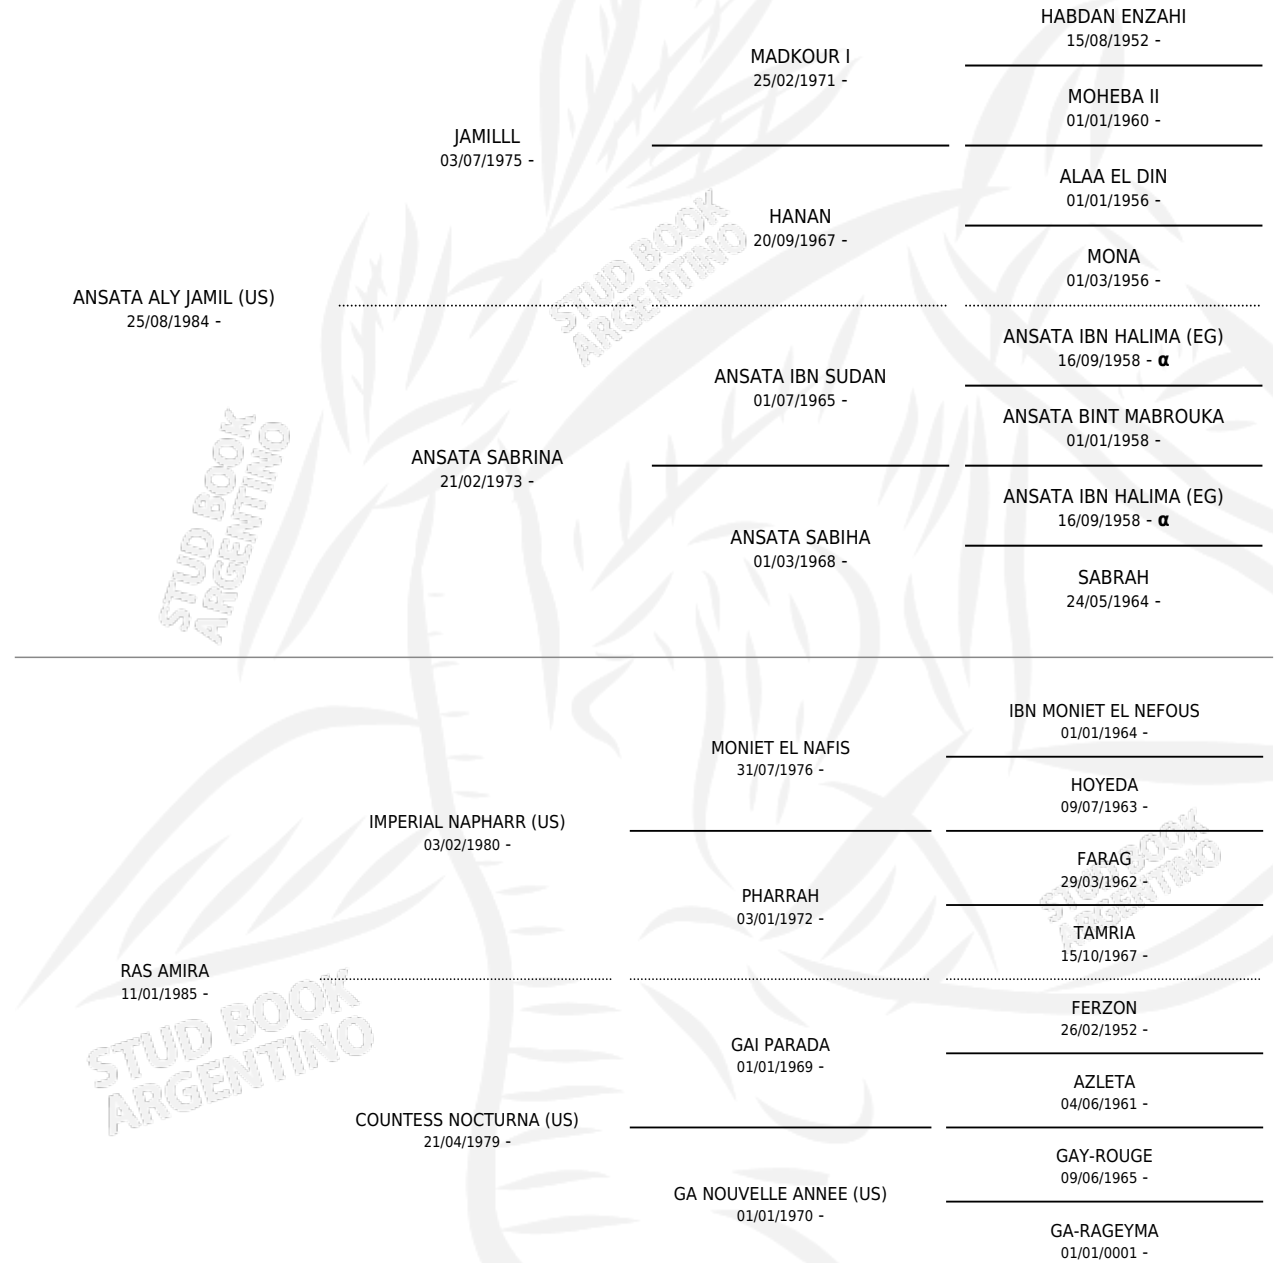 HABDAN ENZAHI
15/08/1952 -
MADKOUR I
25/02/1971 -
MOHEBA II
01/01/1960 -
JAMILLL
03/07/1975 -
ALAA EL DIN
01/01/1956 -
HANAN
20/09/1967 -
MONA
01/03/1956 -
ANSATA ALY JAMIL (US)
25/08/1984 -
ANSATA IBN HALIMA (EG)
16/09/1958 - α
ANSATA IBN SUDAN
01/07/1965 -
ANSATA BINT MABROUKA
01/01/1958 -
ANSATA SABRINA
21/02/1973 -
ANSATA IBN HALIMA (EG)
16/09/1958 - α
ANSATA SABIHA
01/03/1968 -
SABRAH
24/05/1964 -
STUD BOOK
ARGENTINO
STUD BOOK
ARGENTINO
IBN MONIET EL NEFOUS
01/01/1964 -
MONIET EL NAFIS
31/07/1976 -
HOYEDA
09/07/1963 -
IMPERIAL NAPHARR (US)
03/02/1980 -
FARAG
29/03/1962 -
PHARRAH
03/01/1972 -
TAMRIA
15/10/1967 -
RAS AMIRA
11/01/1985 -
FERZON
26/02/1952 -
GAI PARADA
01/01/1969 -
AZLETA
04/06/1961 -
COUNTESS NOCTURNA (US)
21/04/1979 -
GAY-ROUGE
09/06/1965 -
GA NOUVELLE ANNEE (US)
01/01/1970 -
GA-RAGEYMA
01/01/0001 -
STUD BOOK
ARGENTINO
STUD BOOK
ARGENTINO